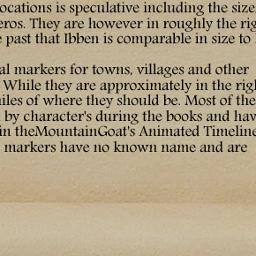 ocations is speculative including the size
eros. They are however in roughly the rig
e past that Ibben is comparable in size to
al markers for towns, villages and other
. While they are approximately in the righ
iles of where they should be. Most of the
l by character's during the books and hav
in theMountainGoat's Animated Timeline
markers have no known name and are